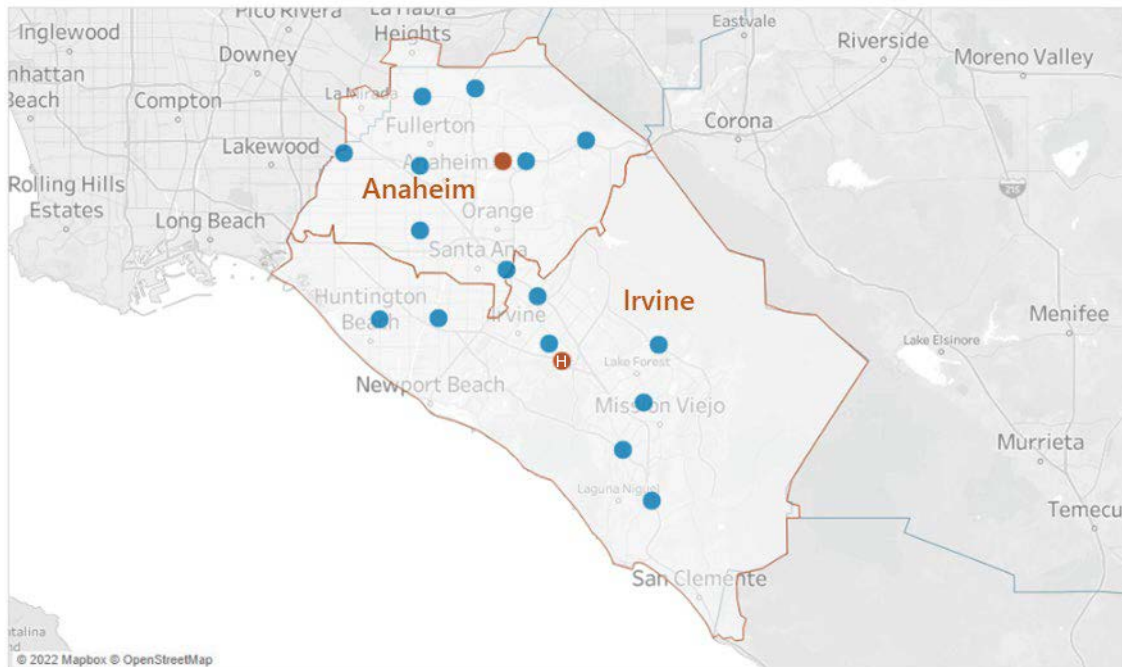 Pico Rivera
La Habra
Heights
Eastvale
Inglewood
Downey
Riverside
Moreno Valley
nhattan
Beach
Compton
La Mirada
Corona
Fullerton
Lakewood
Anaheim
Anaheim
Rolling Hills
Estates
Long Beach
Orange
215
Santa Ana
Huntington
Beach
Irvine
Irvine
Menifee
Lake Elsinore
H
Lake Forest
Newport Beach
Mission Viejo
Murrieta
Laguna Niguel
Temecu
San Clemente
talina
nd
© 2022 Mapbox © OpenStreetMap